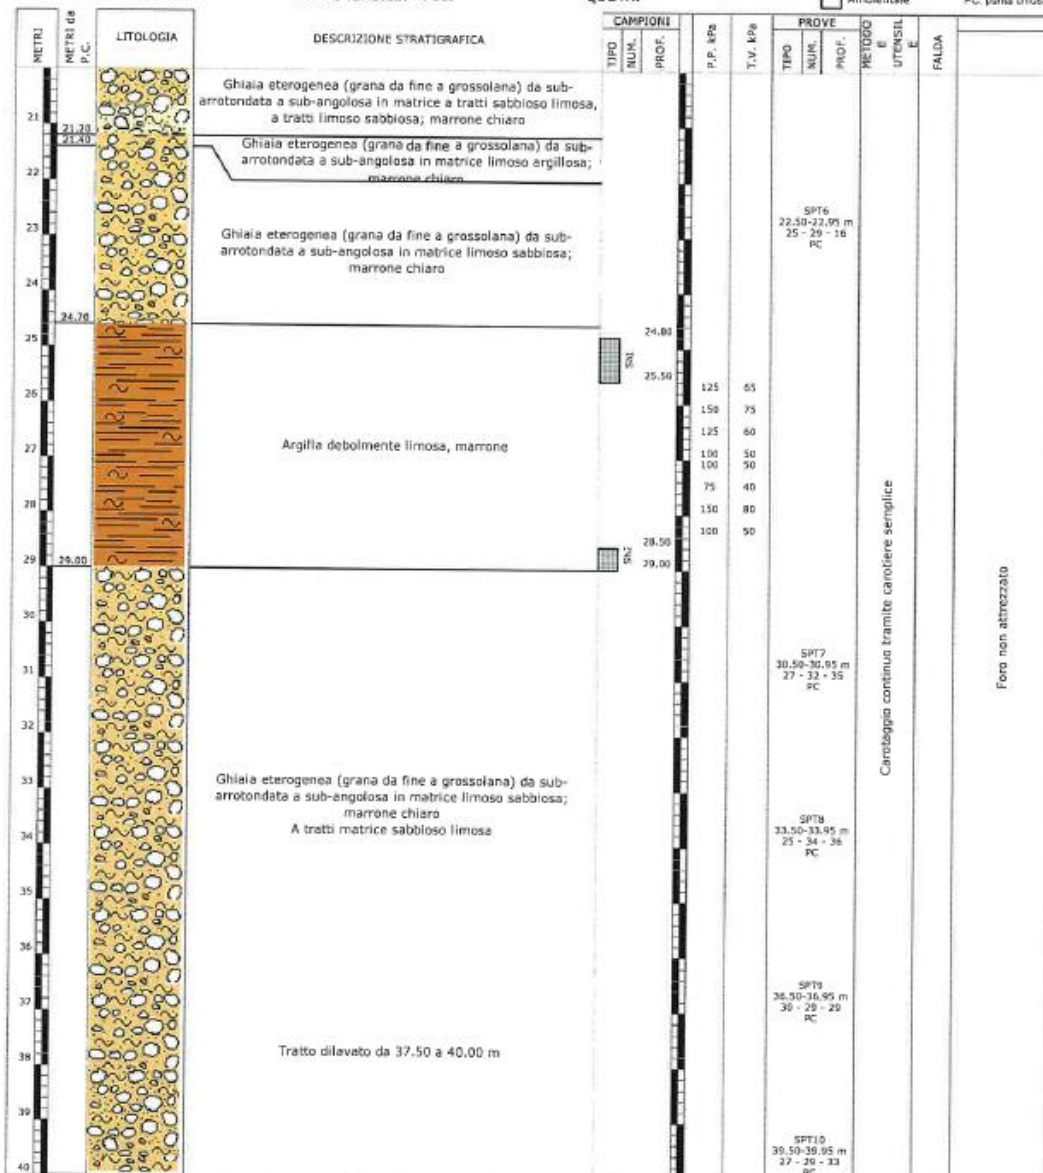 CAMPIONI
PROVE
METRI
METRI da P.C.
LITOLOGIA
DESCRIZIONE STRATIGRAFICA
TIPO
NUM.
PROF.
P.P. kPa
T.V. kPa
TIPO
NUM.
PROF.
METODO E UTENSILE
FALDA
Ghiaia eterogenea (grana da fine a grossolana) da sub-
arrotondata a sub-angolosa in matrice a tratti sabbioso limosa,
a tratti limoso sabbiosa; marrone chiaro
21
21.20
21.40
Ghiaia eterogenea (grana da fine a grossolana) da sub-
arrotondata a sub-angolosa in matrice limoso argillosa;
marrone chiaro
22
SPT6
22.50-22.95 m
25 - 29 - 16
PC
23
Ghiaia eterogenea (grana da fine a grossolana) da sub-
arrotondata a sub-angolosa in matrice limoso sabbiosa;
marrone chiaro
24
24.70
24.80
25
Sh1
25.50
26
125 65
150 75
125 60
27
Argilla debolmente limosa, marrone
100 50
100 50
75 40
28
150 80
100 50
28.50
Sh2
29
29.00
29.00
Carotaggio continuo tramite carotiere semplice
Foro non attrezzato
30
SPT7
30.50-30.95 m
27 - 32 - 35
PC
31
32
33
Ghiaia eterogenea (grana da fine a grossolana) da sub-
arrotondata a sub-angolosa in matrice limoso sabbiosa;
marrone chiaro
A tratti matrice sabbioso limosa
SPT8
33.50-33.95 m
25 - 34 - 36
PC
34
35
36
SPT9
36.50-36.95 m
30 - 29 - 29
PC
37
Tratto dilavato da 37.50 a 40.00 m
38
39
SPT10
39.50-39.95 m
27 - 29 - 33
PC
40